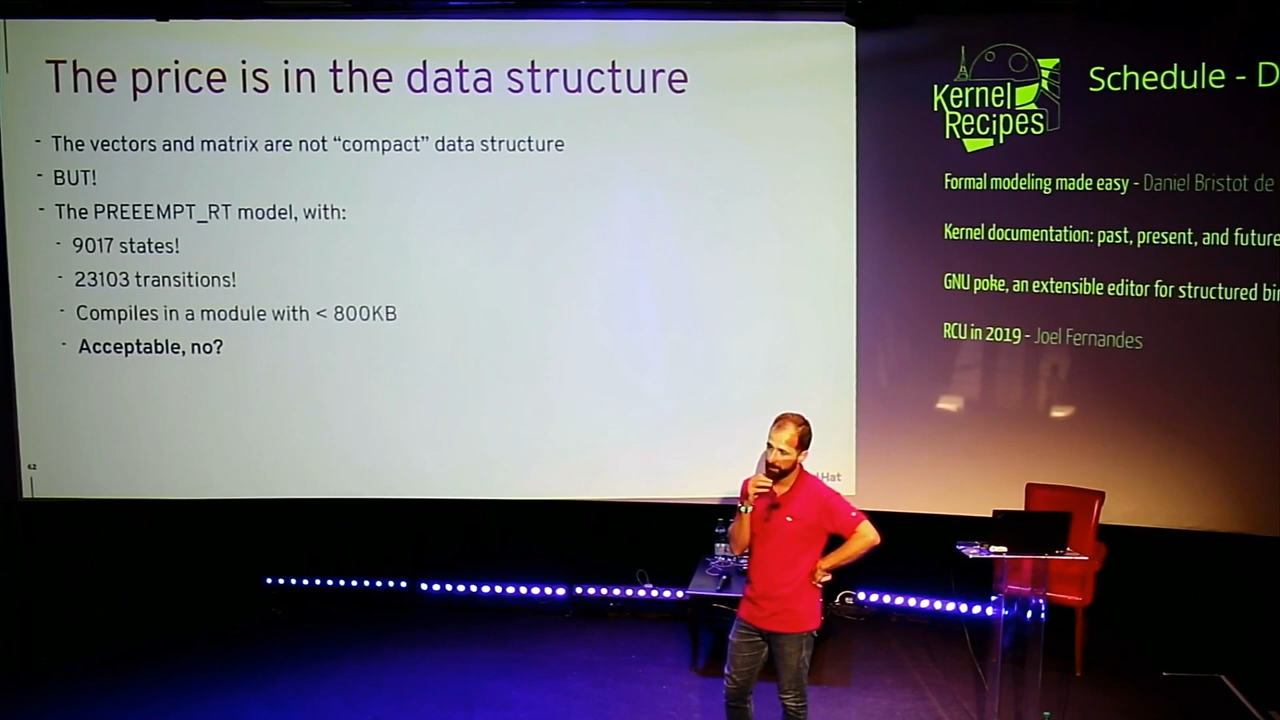 The price is in the data structure
- The vectors and matrix are not “compact” data structure
- BUT!
- The PREEEMPT_RT model, with:
- 9017 states!
- 23103 transitions!
- Compiles in a module with < 800KB
- Acceptable, no?
62
Hat
Kernel
Recipes
Schedule - D
Formal modeling made easy - Daniel Bristot de
Kernel documentation: past, present, and future
GNU poke, an extensible editor for structured bi
RCU in 2019 - Joel Fernandes